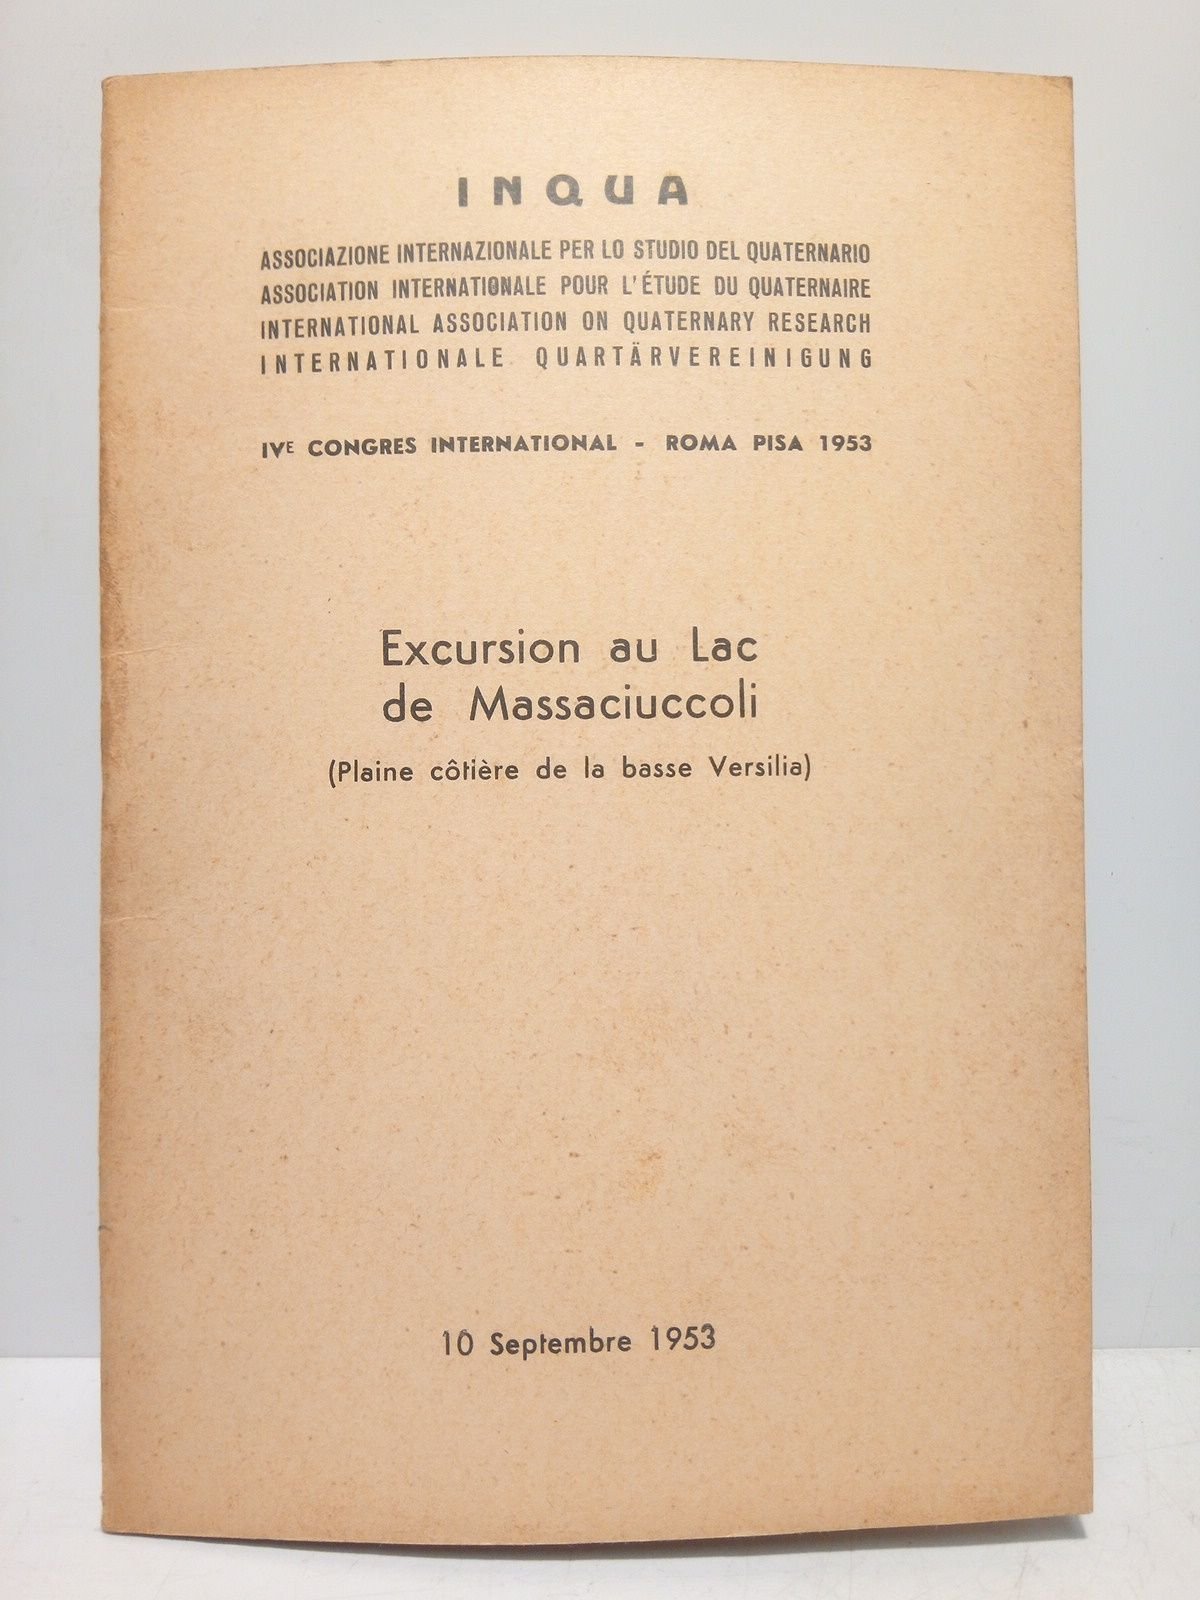 INQUA
ASSOCIAZIONE INTERNAZIONALE PER LO STUDIO DEL QUATERNARIO
ASSOCIATION INTERNATIONALE POUR L'ÉTUDE DU QUATERNAIRE
INTERNATIONAL ASSOCIATION ON QUATERNARY RESEARCH
INTERNATIONALE QUARTÄRVEREINIGUNG
IVE CONGRES INTERNATIONAL - ROMA PISA 1953
Excursion au Lac
de Massaciuccoli
(Plaine côtière de la basse Versilia)
10 Septembre 1953